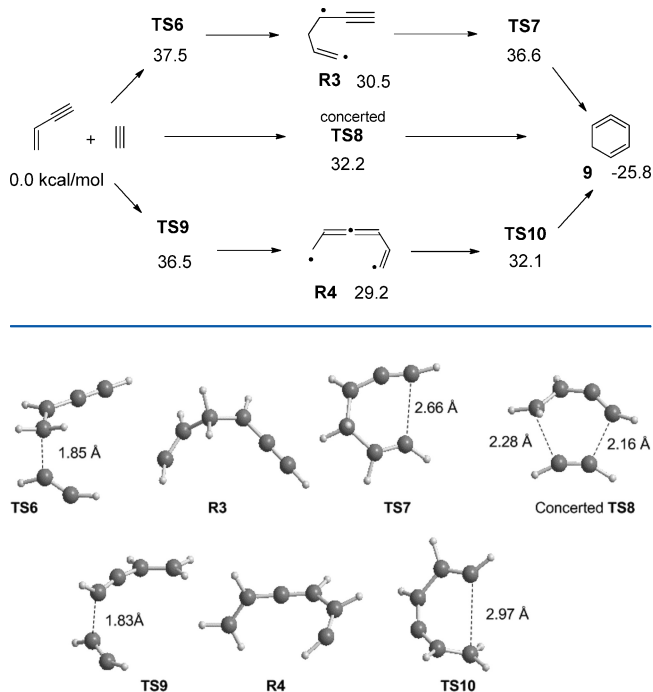 TS6
37.5
R3 30.5
TS7
36.6
+
0.0 kcal/mol
concerted
TS8
32.2
9 -25.8
TS9
36.5
R4 29.2
TS10
32.1
1.85 Å
TS6
R3
2.66 Å
TS7
2.28 Å
2.16 Å
Concerted TS8
1.83Å
TS9
R4
2.97 Å
TS10